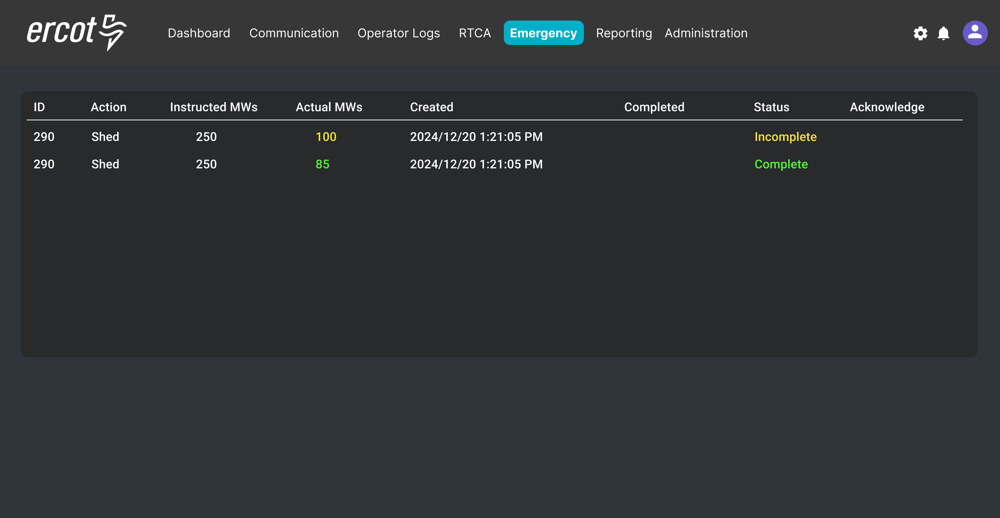 ercot
Dashboard Communication Operator Logs RTCA Emergency Reporting Administration
ID Action Instructed MWs Actual MWs Created Completed Status Acknowledge
290 Shed 250 100 2024/12/20 1:21:05 PM Incomplete
290 Shed 250 85 2024/12/20 1:21:05 PM Complete